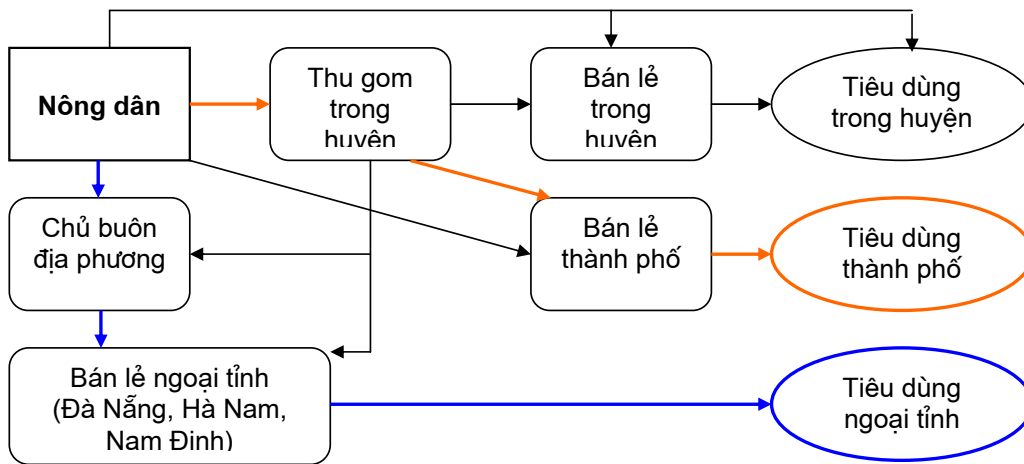 Nông dân
Thu gom
trong
huyện
Bán lẻ
trong
huyện
Tiêu dùng
trong huyện
Chủ buôn
địa phương
Bán lẻ
thành phố
Tiêu dùng
thành phố
Bán lẻ ngoại tỉnh
(Đà Nẵng, Hà Nam,
Nam Định)
Tiêu dùng
ngoại tỉnh